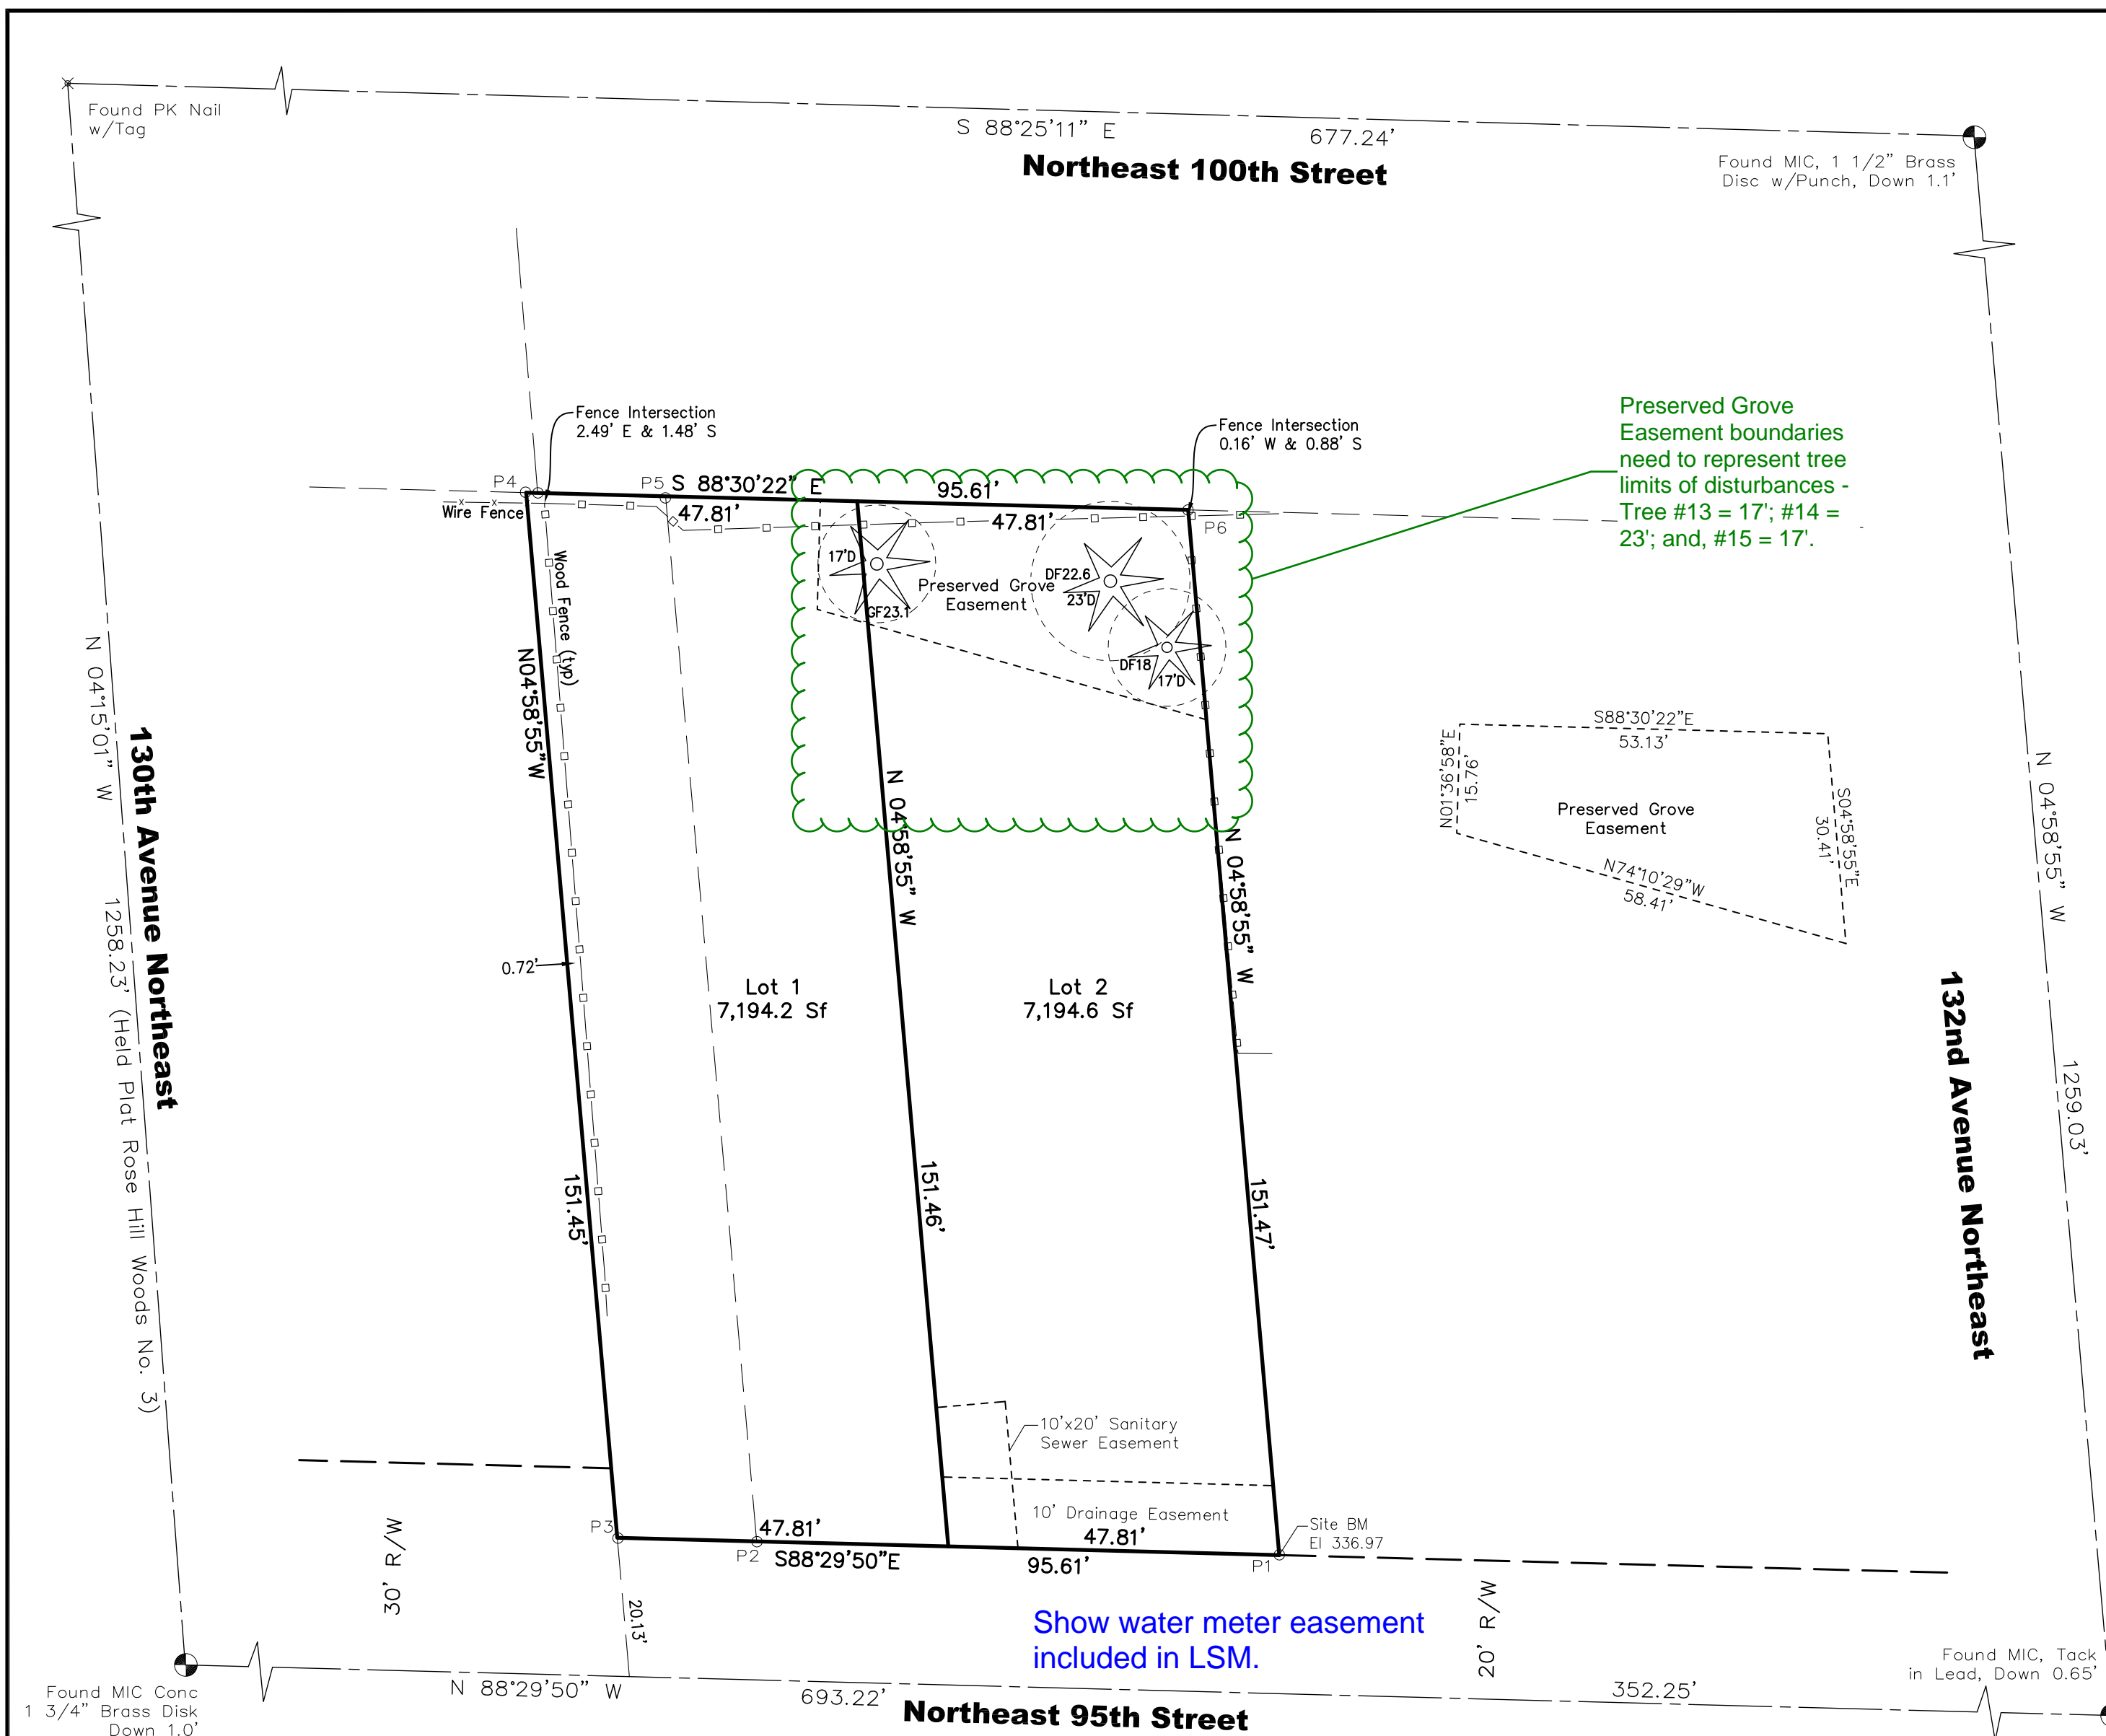 Found PK Nail
w/Tag
S 88°25'11" E
677.24'
Northeast 100th Street
Found MIC, 1 1/2" Brass
Disc w/Punch, Down 1.1'
Fence Intersection
2.49' E & 1.48' S
Fence Intersection
0.16' W & 0.88' S
Preserved Grove
Easement boundaries
need to represent tree
limits of disturbances -
Tree #13 = 17'; #14 =
23'; and, #15 = 17'.
P4
P5
S 88°30'22" E
95.61'
Wire Fence
47.81'
47.81'
P6
Wood Fence (typ)
17'D
GF23.1
Preserved Grove
Easement
DF22.6
23'D
DF18
17'D
N 04°15'01" W
1258.23' (Held Plat Rose Hill Woods No. 3)
130th Avenue Northeast
N04°58'55"W
151.45'
0.72'
N 04°58'55" W
151.46'
N 04°58'55" W
151.47'
S88°30'22"E
53.13'
N01°36'58"E
15.76'
Preserved Grove
Easement
S04°58'55"E
30.41'
N74°10'29"W
58.41'
N 04°58'55" W
1259.03'
132nd Avenue Northeast
Lot 1
7,194.2 Sf
Lot 2
7,194.6 Sf
10'x20' Sanitary
Sewer Easement
10' Drainage Easement
P3
47.81'
P2
S88°29'50"E
47.81'
95.61'
P1
Site BM
El 336.97
30' R/W
20.13'
20' R/W
Show water meter easement
included in LSM.
Found MIC Conc
1 3/4" Brass Disk
Down 1.0'
N 88°29'50" W
693.22'
Northeast 95th Street
352.25'
Found MIC, Tack
in Lead, Down 0.65'